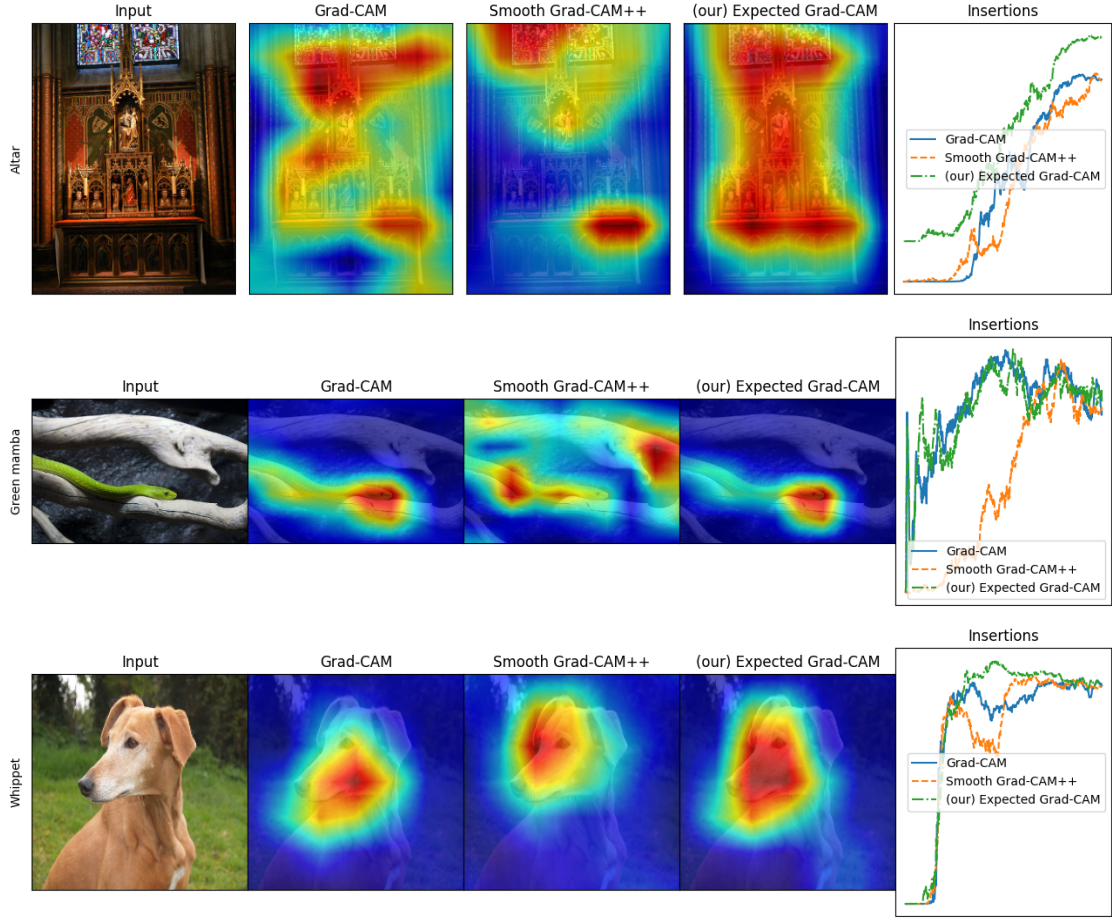 Input Grad-CAM Smooth Grad-CAM++ (our) Expected Grad-CAM Insertions
Altar
Grad-CAM
Smooth Grad-CAM++
(our) Expected Grad-CAM
Insertions
Input Grad-CAM Smooth Grad-CAM++ (our) Expected Grad-CAM
Green mamba
Grad-CAM
Smooth Grad-CAM++
(our) Expected Grad-CAM
Insertions
Input Grad-CAM Smooth Grad-CAM++ (our) Expected Grad-CAM
Whippet
Grad-CAM
Smooth Grad-CAM++
(our) Expected Grad-CAM